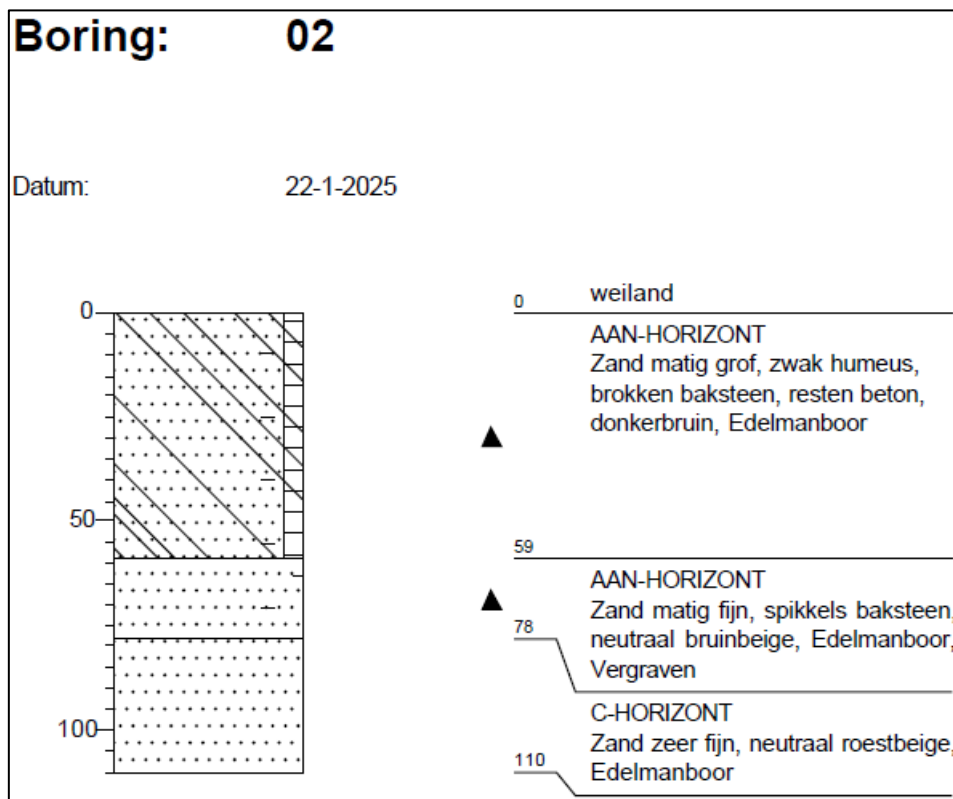 Boring: 02
Datum: 22-1-2025
0
50
100
0 weiland
AAN-HORIZONT
Zand matig grof, zwak humeus,
brokken baksteen, resten beton,
donkerbruin, Edelmanboor
59
AAN-HORIZONT
Zand matig fijn, spikkels baksteen,
78 neutraal bruinbeige, Edelmanboor,
Vergraven
C-HORIZONT
Zand zeer fijn, neutraal roestbeige,
110 Edelmanboor